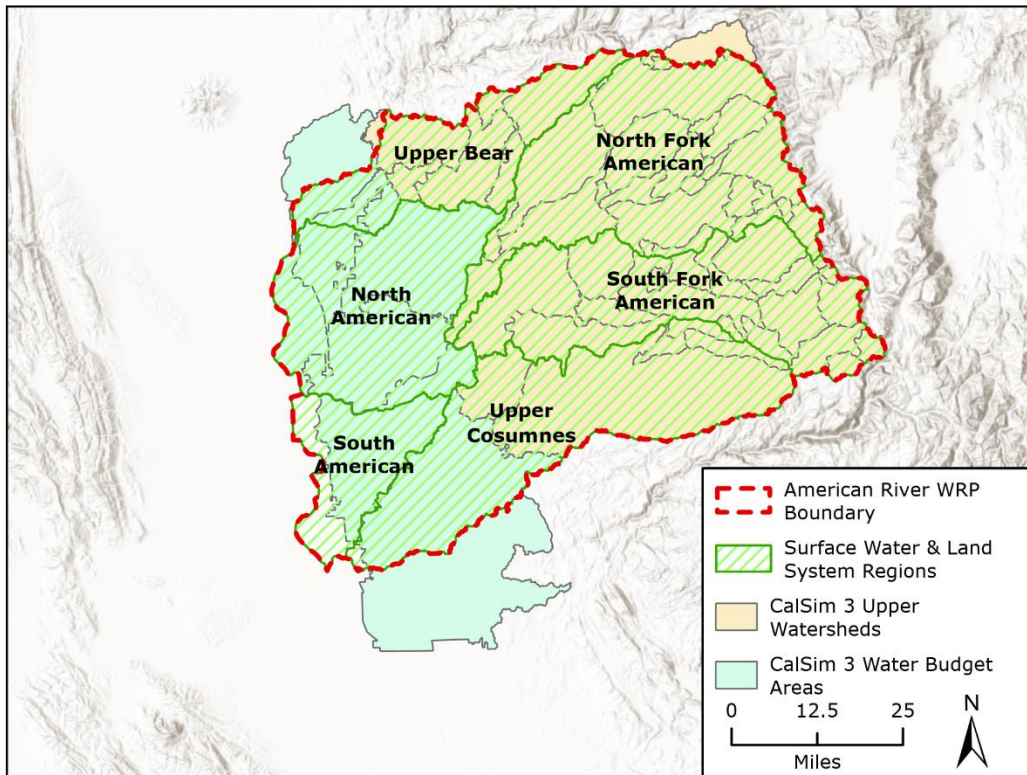 Upper Bear
North Fork
American
South Fork
American
North
American
Upper
Cosumnes
South
American
American River WRP
Boundary
Surface Water & Land
System Regions
CalSim 3 Upper
Watersheds
CalSim 3 Water Budget
Areas
0 12.5 25
Miles
N